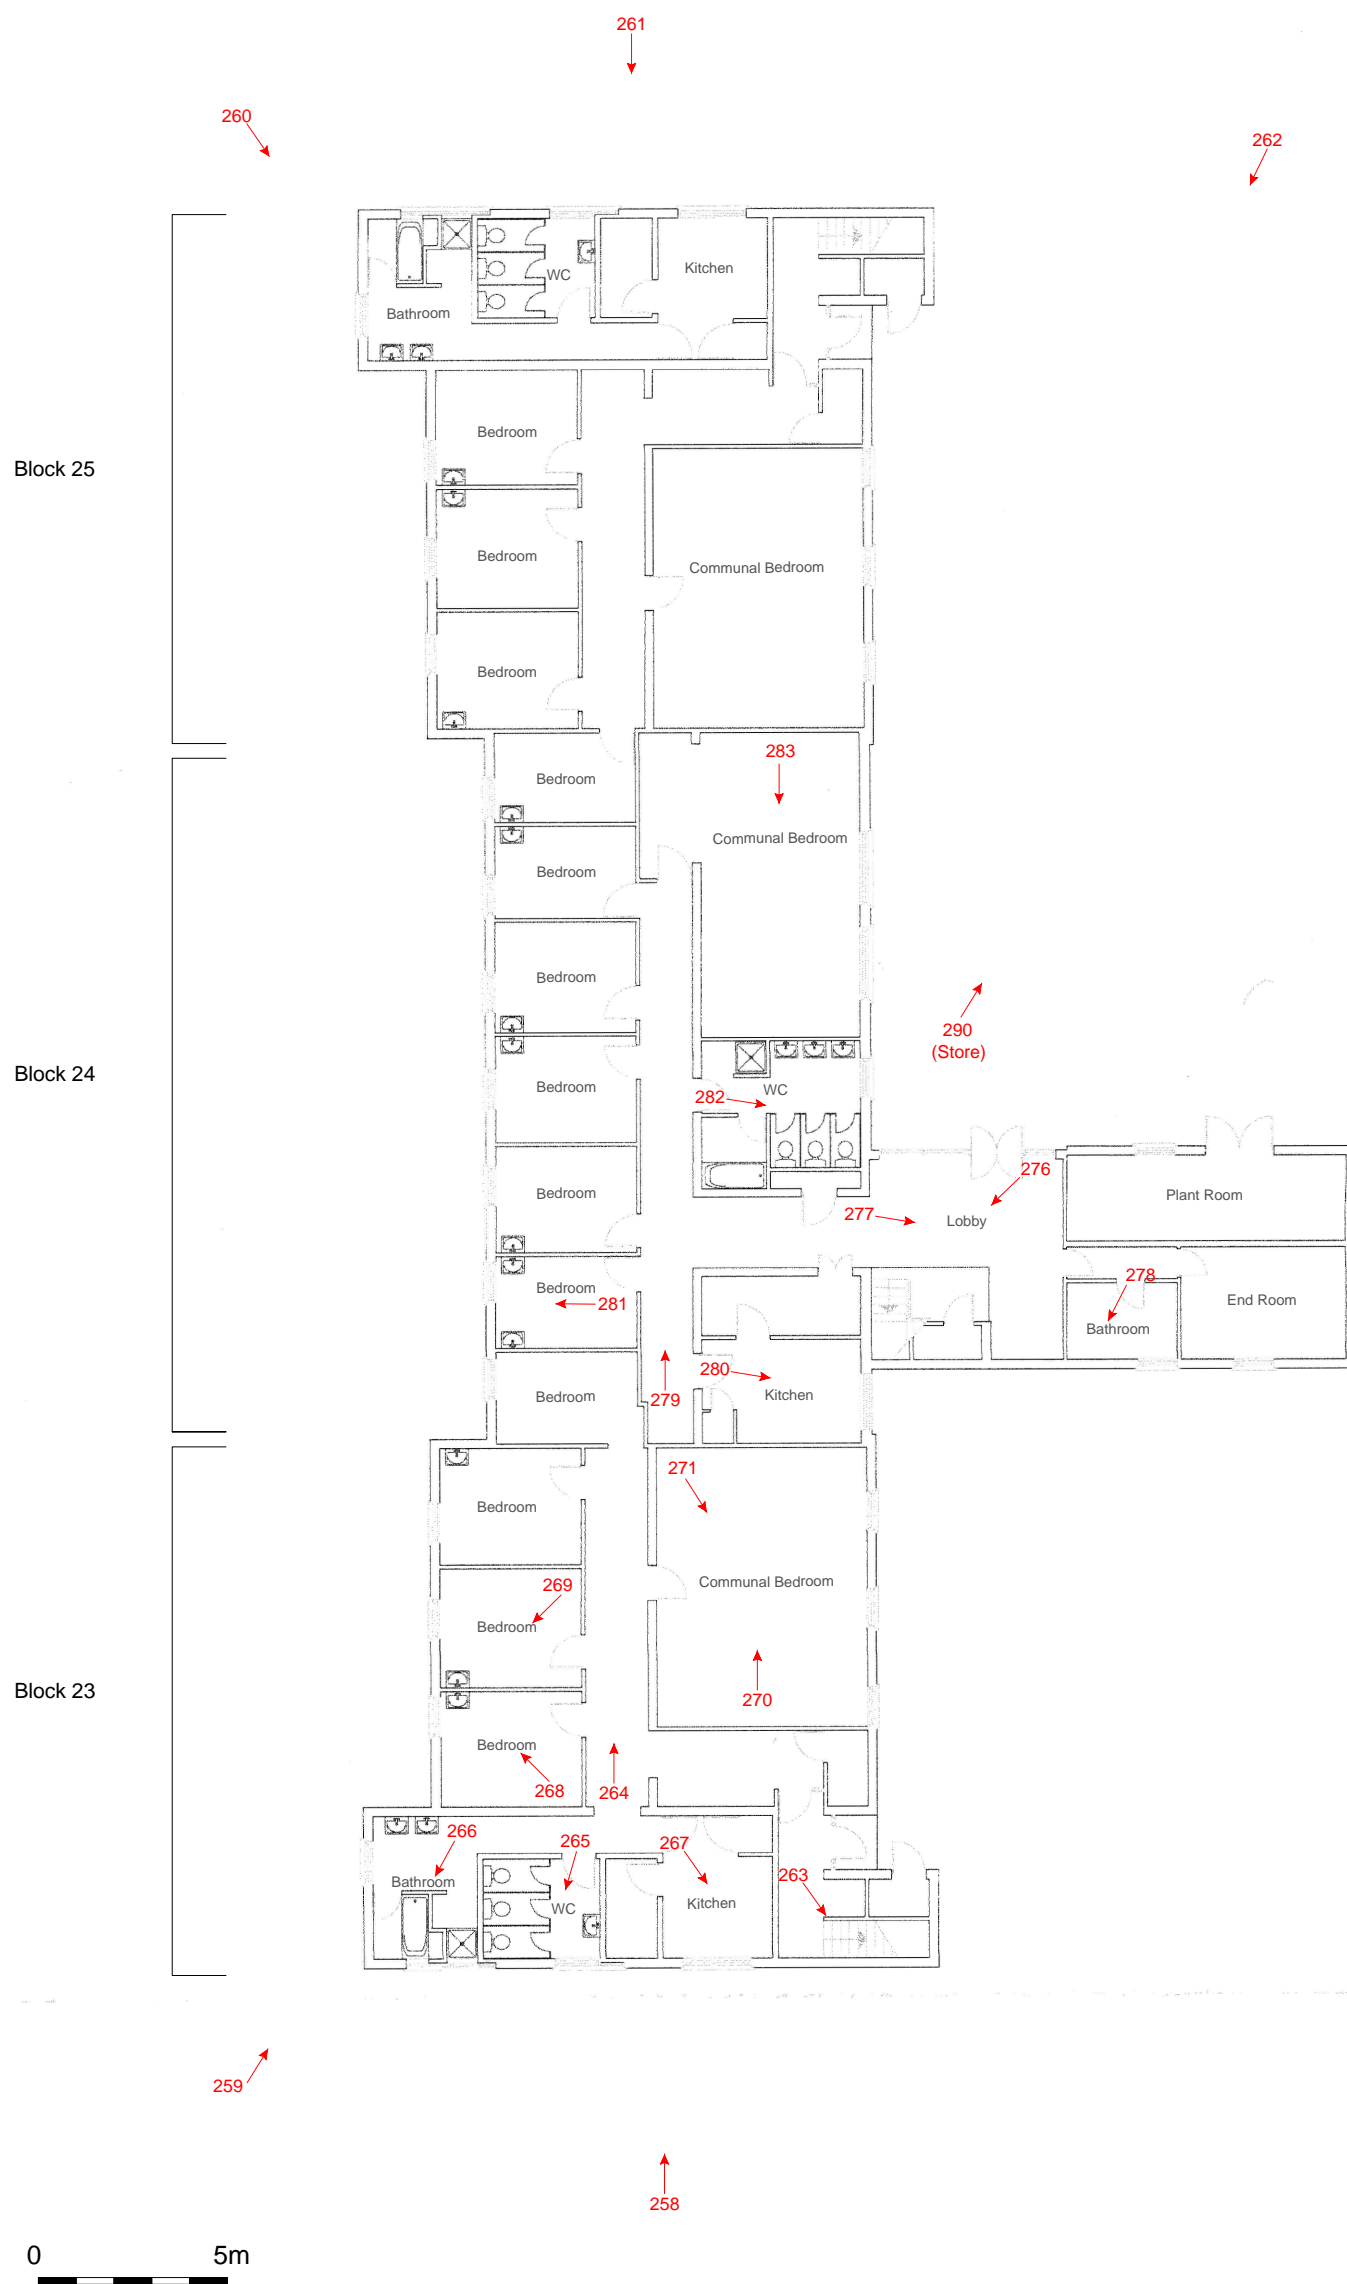 261
260
262
WC
Kitchen
Bathroom
Bedroom
Block 25
Bedroom
Communal Bedroom
Bedroom
283
Bedroom
Communal Bedroom
Bedroom
Bedroom
290
(Store)
Block 24
Bedroom
WC
282
276
Bedroom
Plant Room
277
Lobby
278
Bedroom
281
End Room
Bathroom
280
279
Bedroom
Kitchen
271
Bedroom
269
Communal Bedroom
Bedroom
Block 23
270
Bedroom
268
264
266
265
267
263
Bathroom
WC
Kitchen
259
258
0
5m